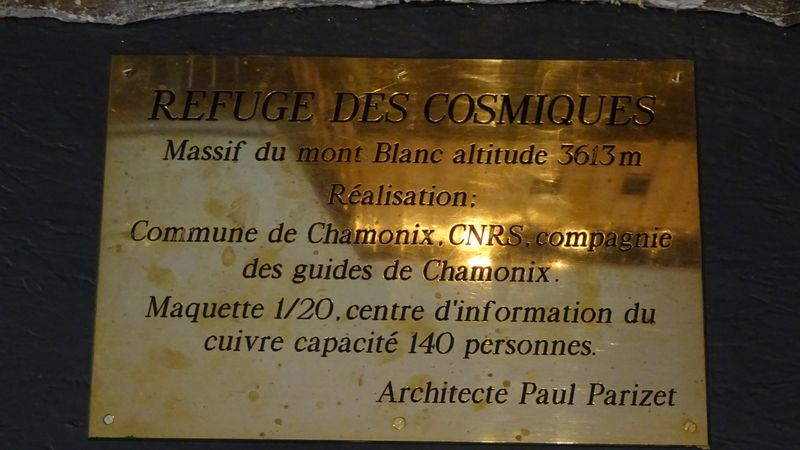 REFUGE DES COSMIQUES
Massif du mont Blanc altitude 3613 m
Réalisation:
Commune de Chamonix, CNRS, compagnie
des guides de Chamonix.
Maquette 1/20, centre d'information du
cuivre capacité 140 personnes.
Architecte Paul Parizet